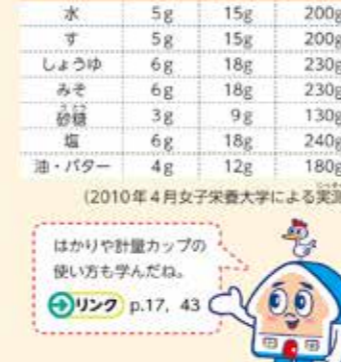 水 5g 15g 200g
す 5g 15g 200g
しょうゆ 6g 18g 230g
みそ 6g 18g 230g
砂糖 3g 9g 130g
塩 6g 18g 240g
油・バター 4g 12g 180g
(2010年4月女子栄養大学による実測
はかりや計量カップの
使い方も学んだね。
リンク p.17, 43